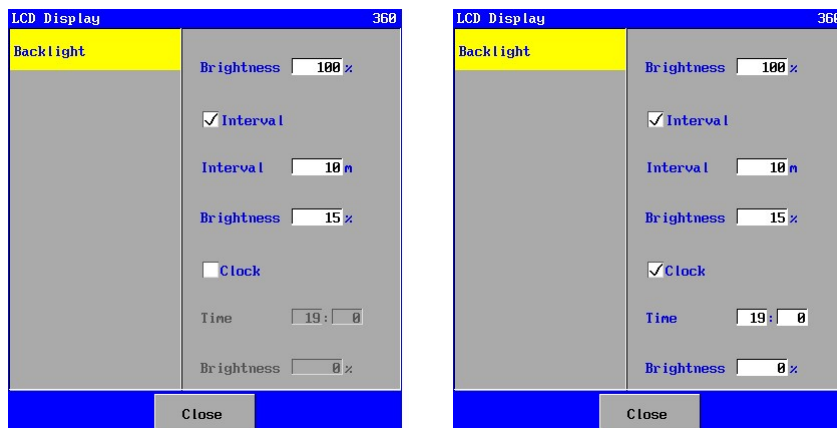 LCD Display 360
Backlight
Brightness 100 %
Interval
Interval 10 m
Brightness 15 %
Clock
Time 19: 0
Brightness 0 %
Close
LCD Display 360
Backlight
Brightness 100 %
Interval
Interval 10 m
Brightness 15 %
Clock
Time 19: 0
Brightness 0 %
Close